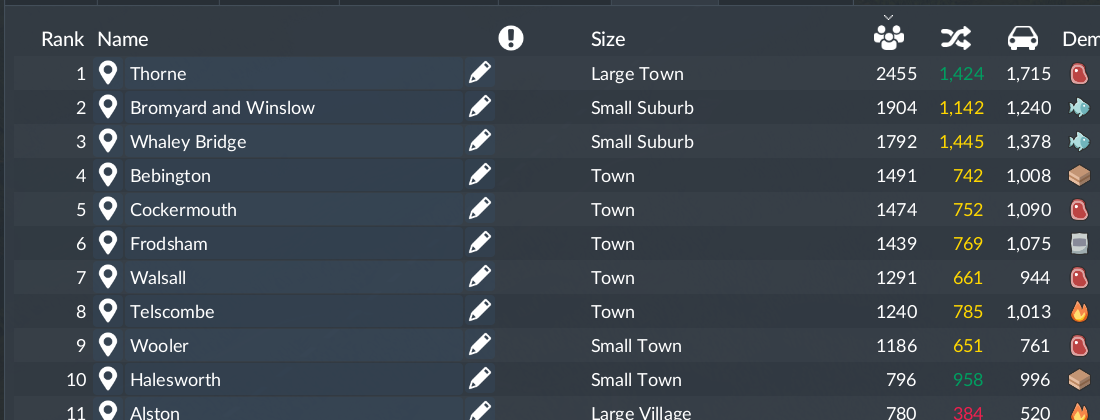 Rank Name Size Dem
1 Thorne Large Town 2455 1,424 1,715
2 Bromyard and Winslow Small Suburb 1904 1,142 1,240
3 Whaley Bridge Small Suburb 1792 1,445 1,378
4 Bebington Town 1491 742 1,008
5 Cockermouth Town 1474 752 1,090
6 Frodsham Town 1439 769 1,075
7 Walsall Town 1291 661 944
8 Telscombe Town 1240 785 1,013
9 Wooler Small Town 1186 651 761
10 Halesworth Small Town 796 958 996
11 Alston Large Village 780 384 520